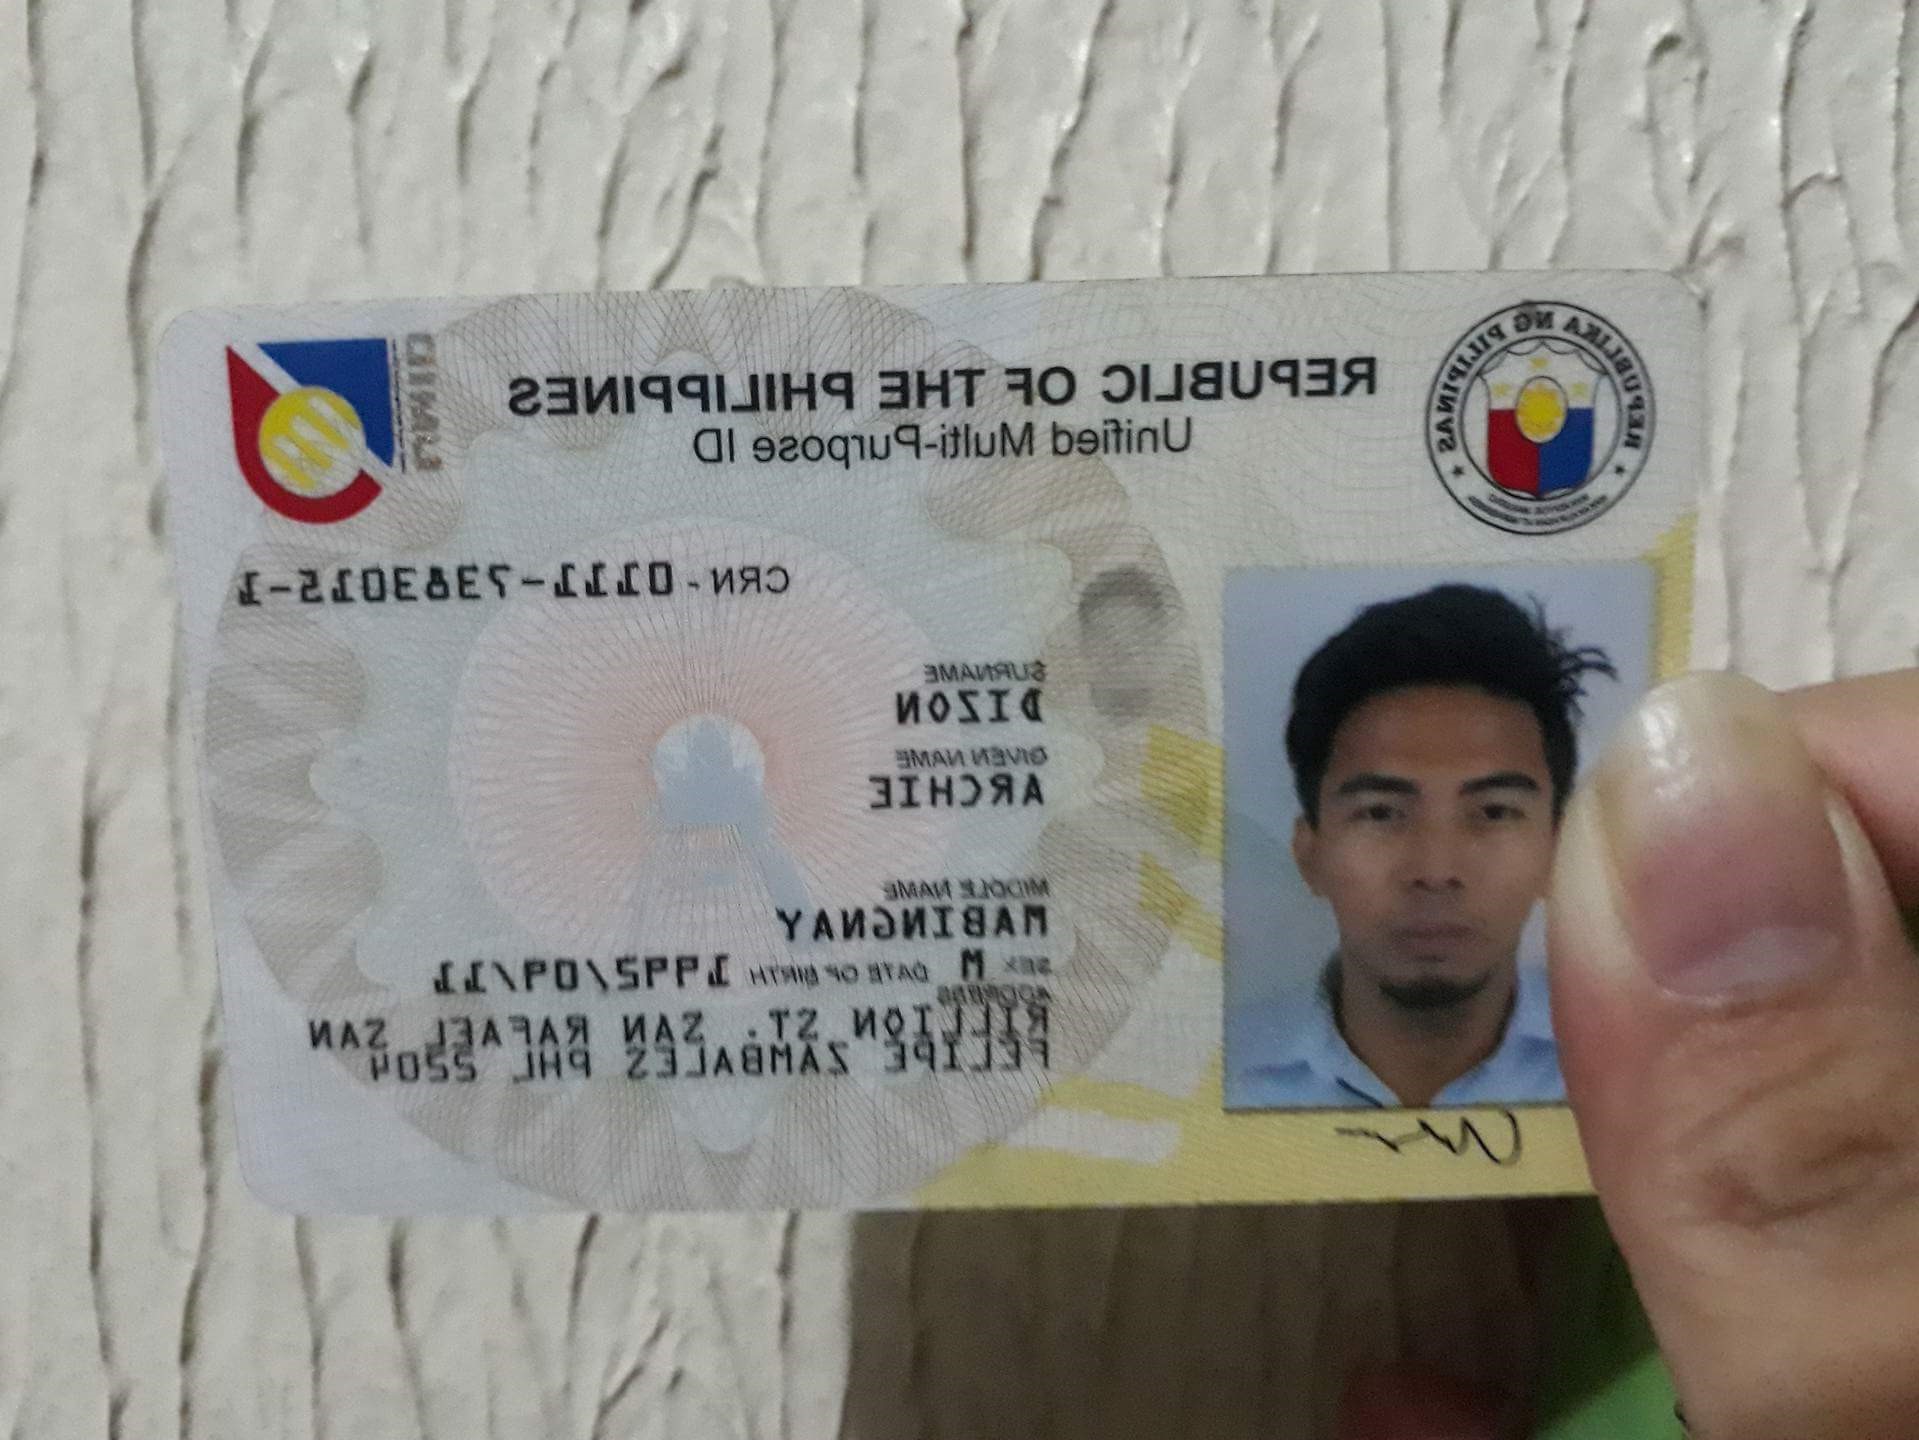 REPUBLIKA NG PILIPINAS
REPUBLIC OF THE PHILIPPINES
Unified Multi-Purpose ID
UMID
CRN - 0111-7383015-1
SURNAME
DIZON
GIVEN NAME
ARCHIE
MIDDLE NAME
MABINGNAY
SEX M DATE OF BIRTH 1992/09/11
ADDRESS
RILLION ST. SAN RAFAEL SAN
FELIPE ZAMBALES PHL 2204